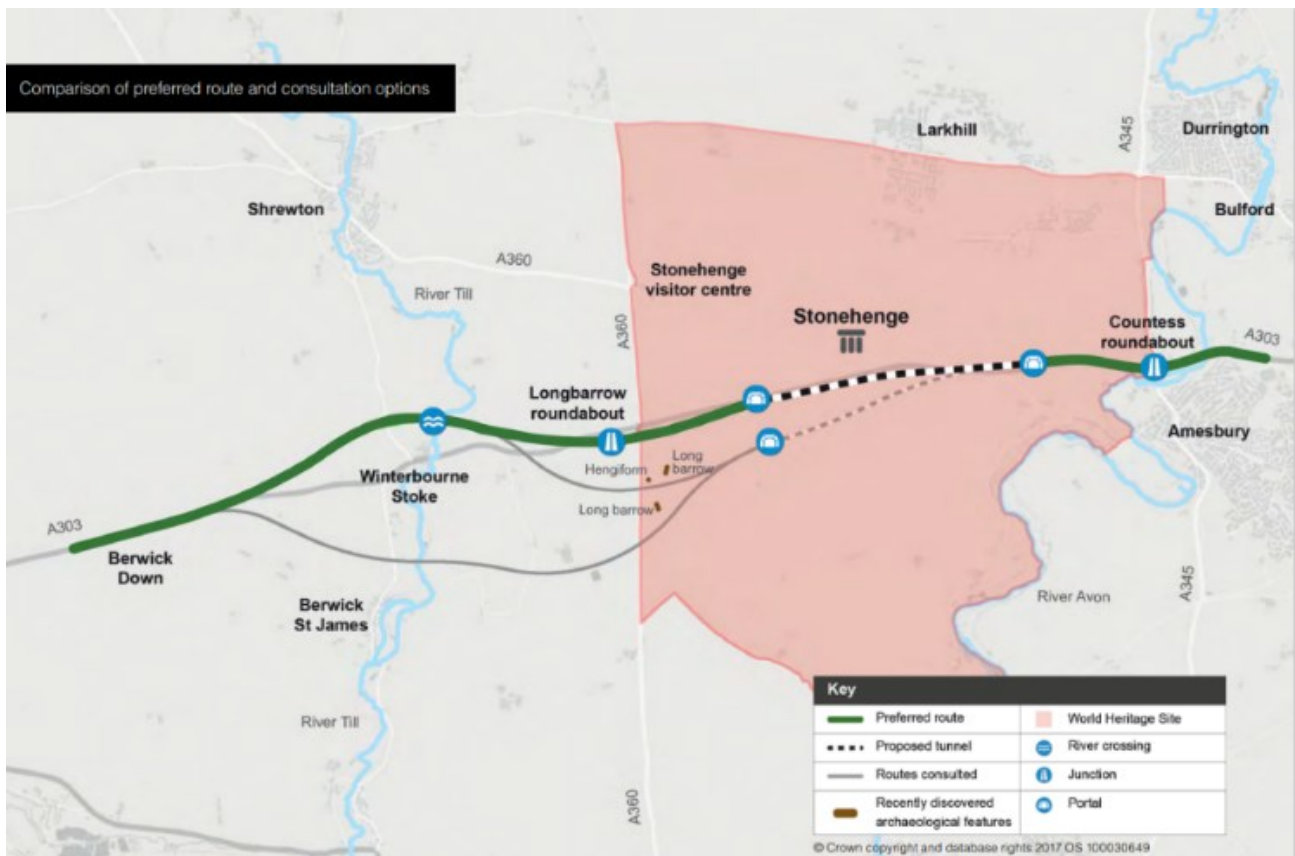 Comparison of preferred route and consultation options
Larkhill
A345
Durrington
Shrewton
Bulford
A360
River Till
Stonehenge
visitor centre
Stonehenge
A360
Countess
roundabout
A303
Longbarrow
roundabout
Amesbury
Winterbourne
Stoke
Hengiform
Long
barrow
Long barrow
A303
Berwick
Down
Berwick
St James
River Avon
A345
River Till
A360
Key
Preferred route
World Heritage Site
Proposed tunnel
River crossing
Routes consulted
Junction
Recently discovered
archaeological features
Portal
© Crown copyright and database rights 2017 OS 100030649